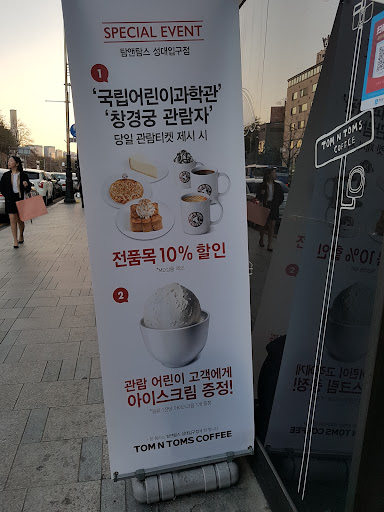 SPECIAL EVENT
탐앤탐스 성대입구점
1
'국립어린이과학관'
'창경궁 관람자'
당일 관람티켓 제시 시
전품목 10% 할인
2
관람 어린이 고객에게
아이스크림 증정!
TOM N TOMS COFFEE
TOM N TOMS
COFFEE